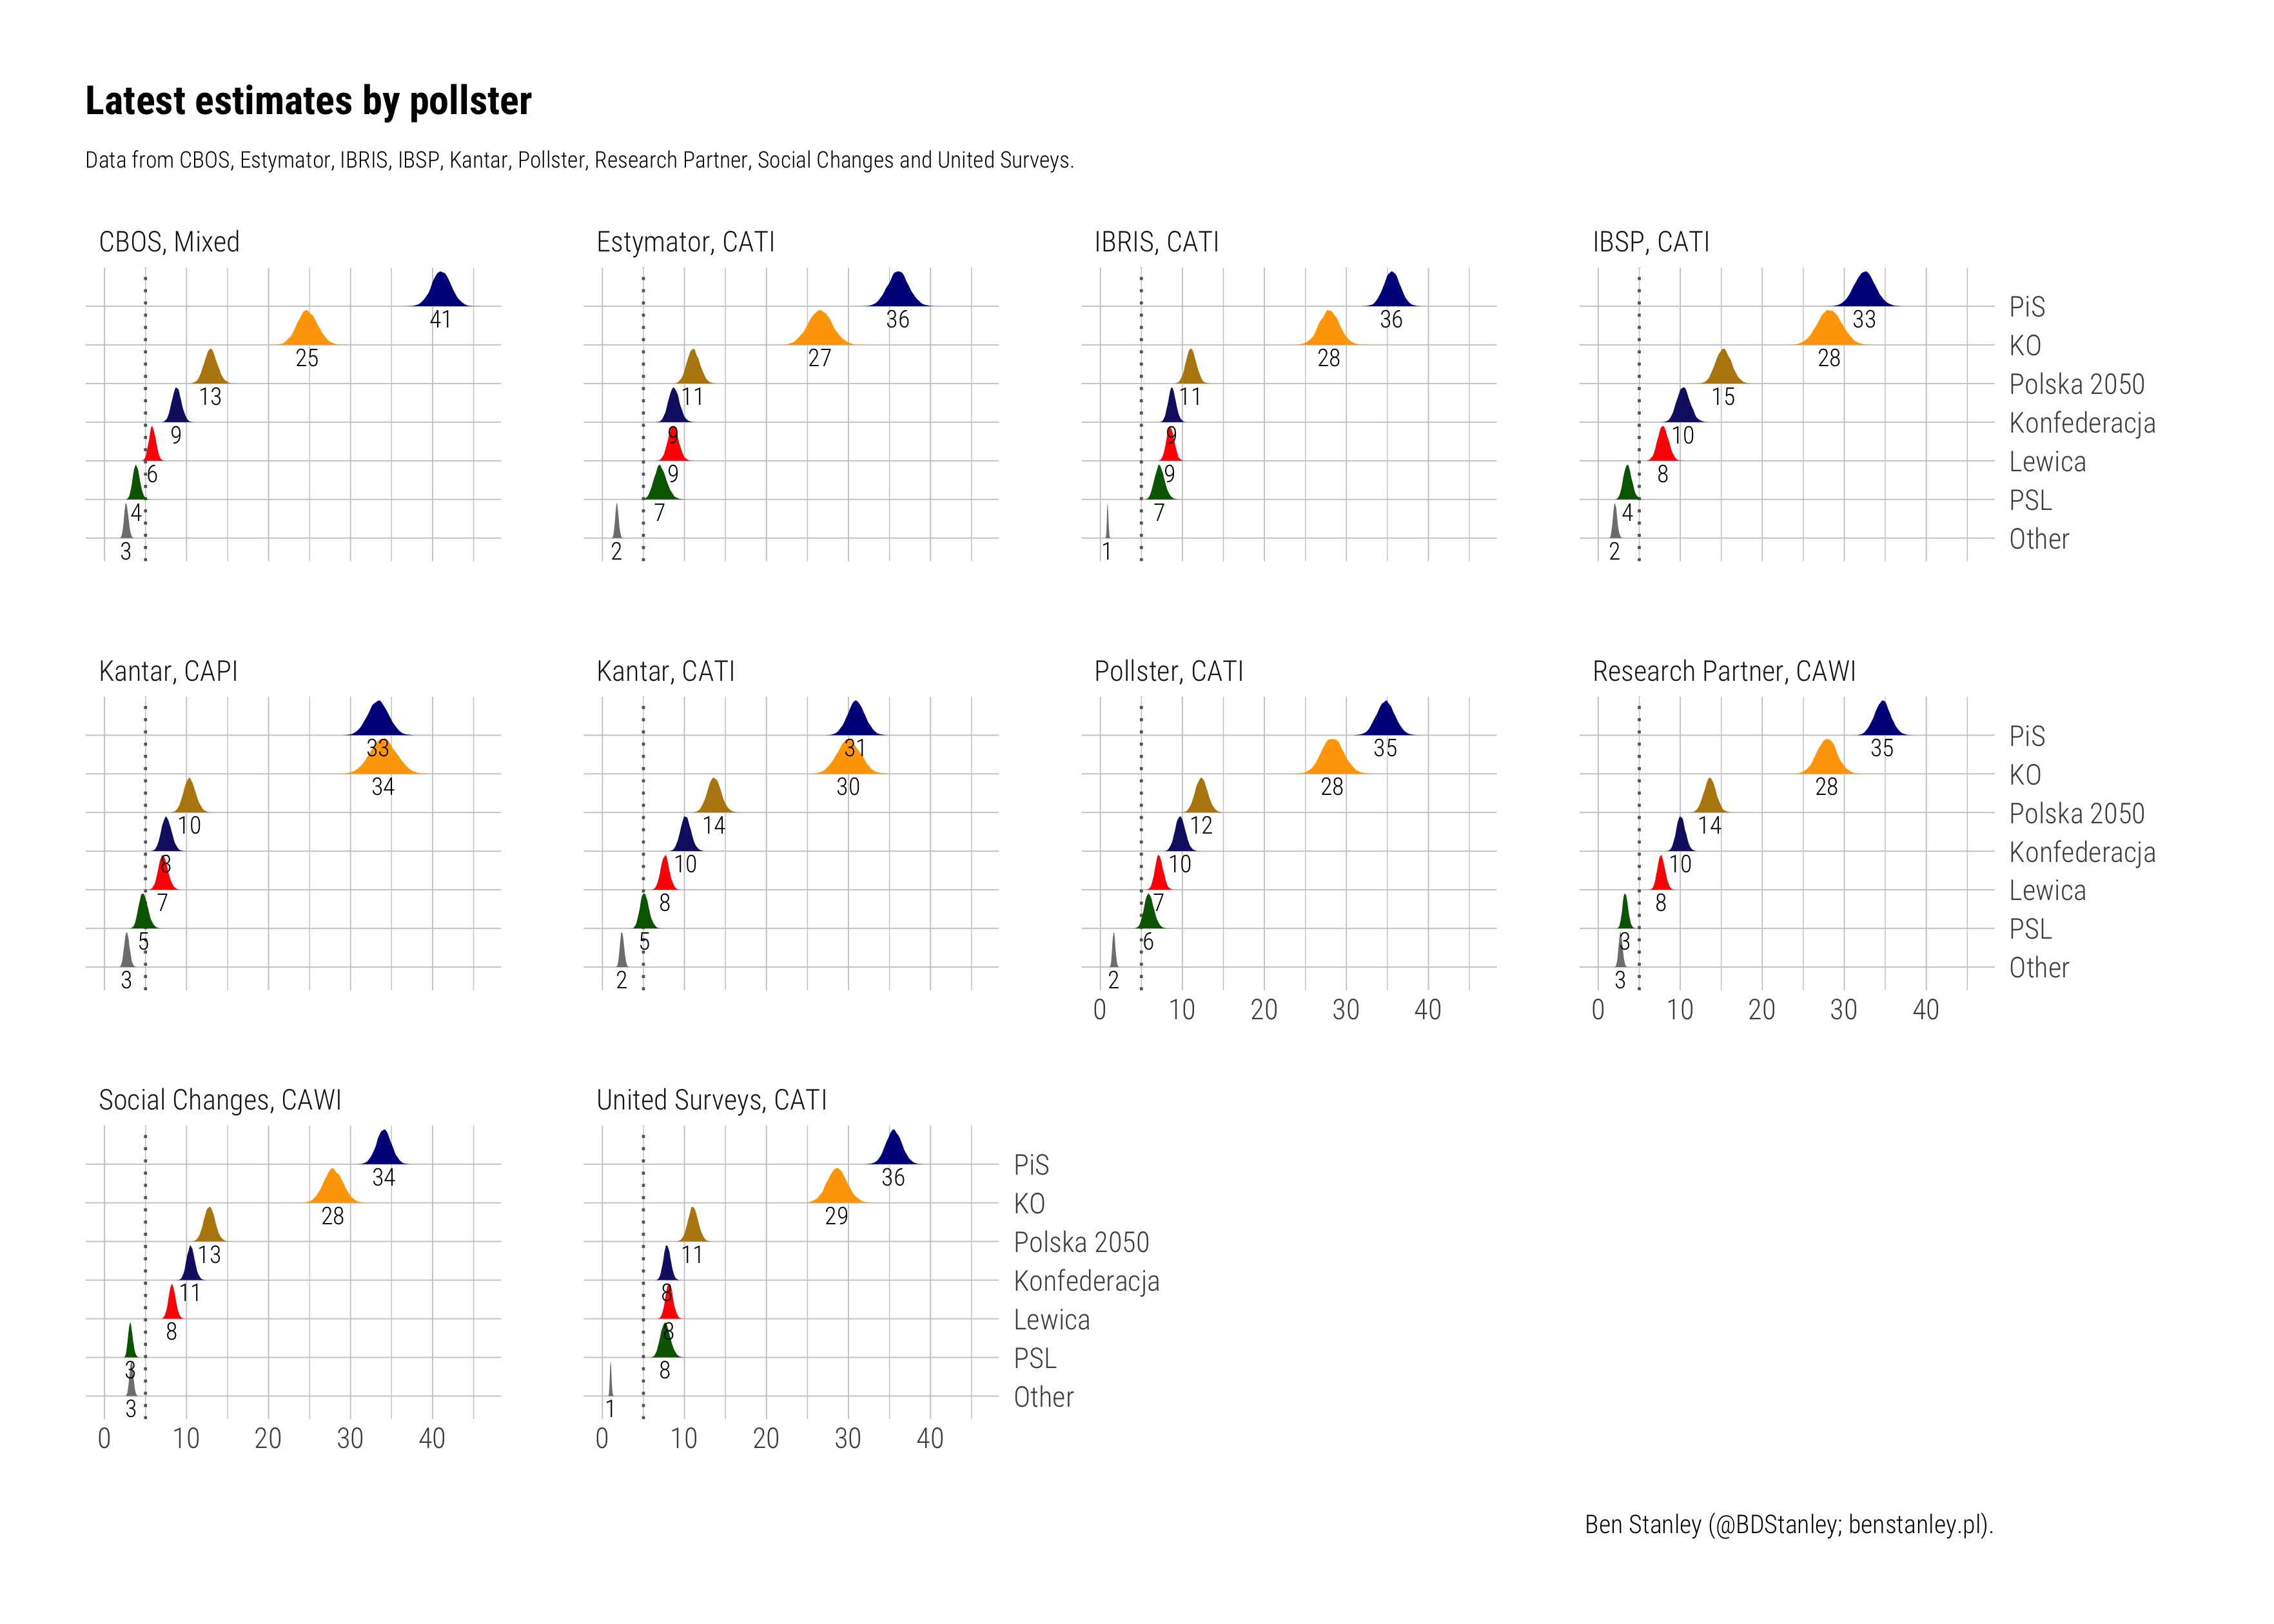 Latest estimates by pollster
Data from CBOS, Estymator, IBRIS, IBSP, Kantar, Pollster, Research Partner, Social Changes and United Surveys.
CBOS, Mixed
41
25
13
9
6
4
3
Estymator, CATI
36
27
11
9
9
7
2
IBRIS, CATI
36
28
11
9
9
7
1
IBSP, CATI
33
28
15
10
8
4
2
PiS
KO
Polska 2050
Konfederacja
Lewica
PSL
Other
Kantar, CAPI
33
34
10
8
7
5
3
Kantar, CATI
31
30
14
10
8
5
2
Pollster, CATI
35
28
12
10
7
6
2
0 10 20 30 40
Research Partner, CAWI
35
28
14
10
8
3
3
0 10 20 30 40
PiS
KO
Polska 2050
Konfederacja
Lewica
PSL
Other
Social Changes, CAWI
34
28
13
11
8
3
3
0 10 20 30 40
United Surveys, CATI
36
29
11
8
8
8
1
0 10 20 30 40
PiS
KO
Polska 2050
Konfederacja
Lewica
PSL
Other
Ben Stanley (@BDStanley; benstanley.pl).